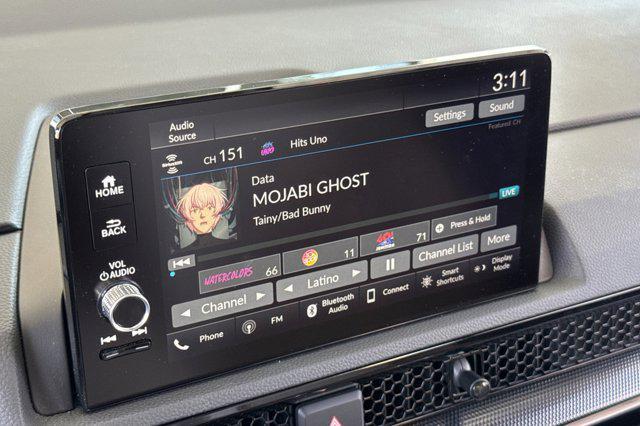 3:11
Audio
Source
Settings
Sound
SiriusXM
CH 151
Hits Uno
Featured CH
HOME
Data
MOJABI GHOST
LIVE
BACK
Tainy/Bad Bunny
VOL
AUDIO
WATERCOLORS 66
11
71
Press & Hold
Channel
Latino
Channel List
More
Phone
FM
Bluetooth
Audio
Connect
Smart
Shortcuts
Display
Mode